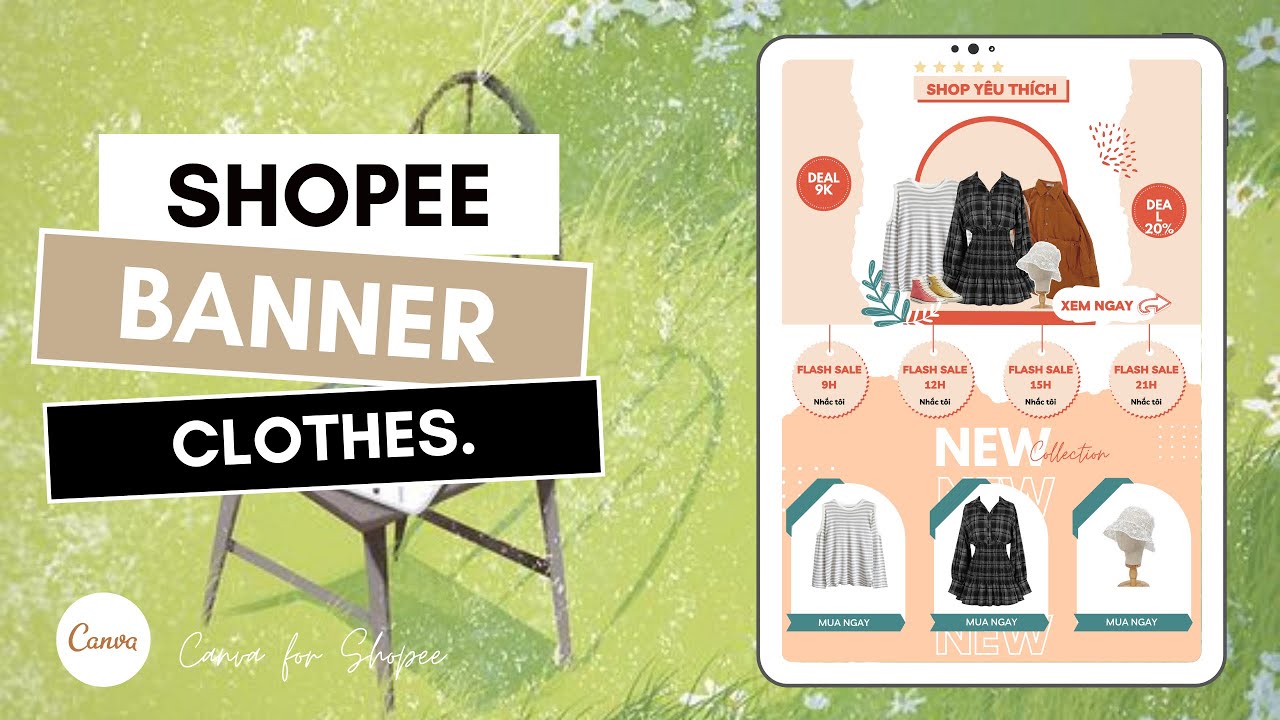 SHOPEE
BANNER
CLOTHES.
Canva
Canva for Shopee
SHOP YÊU THÍCH
DEAL
9K
DEA
L
20%
XEM NGAY
FLASH SALE
9H
Nhắc tôi
FLASH SALE
12H
Nhắc tôi
FLASH SALE
15H
Nhắc tôi
FLASH SALE
21H
Nhắc tôi
NEW
Collection
NEW
MUA NGAY
MUA NGAY
MUA NGAY
NEW